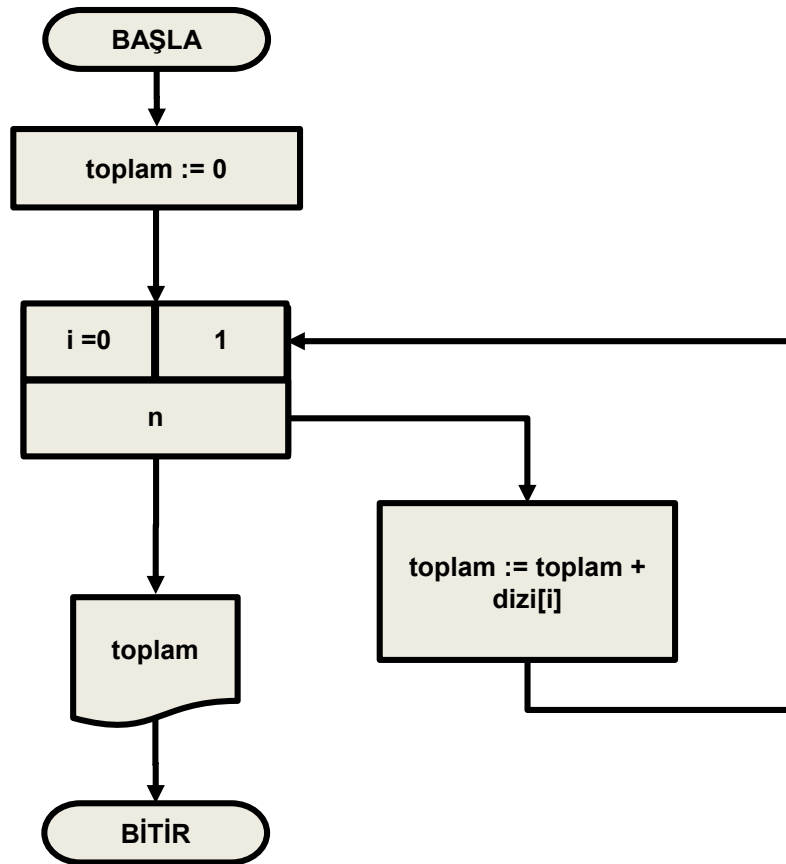 BAŞLA
toplam := 0
i =0
1
n
toplam := toplam +
dizi[i]
toplam
BİTİR